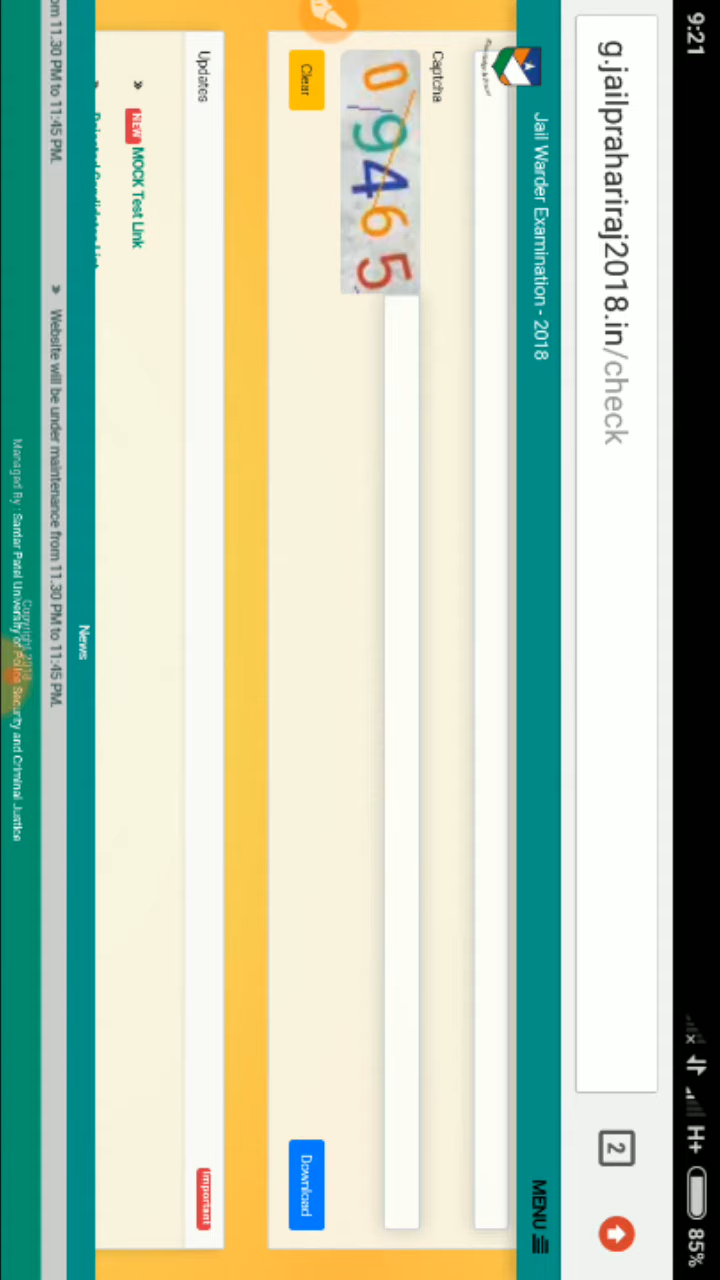 9:21 H+ 85%
g.jailprahariraj2018.in/check 2
Jail Warder Examination - 2018 MENU
Captcha
09465
Clear Download
Updates Important
» NEW MOCK Test Link
News
om 11.30 PM to 11:45 PM. » Website will be under maintenance from 11.30 PM to 11:45 PM.
Copyright 2018
Managed By : Sardar Patel University of Police Security and Criminal Justice